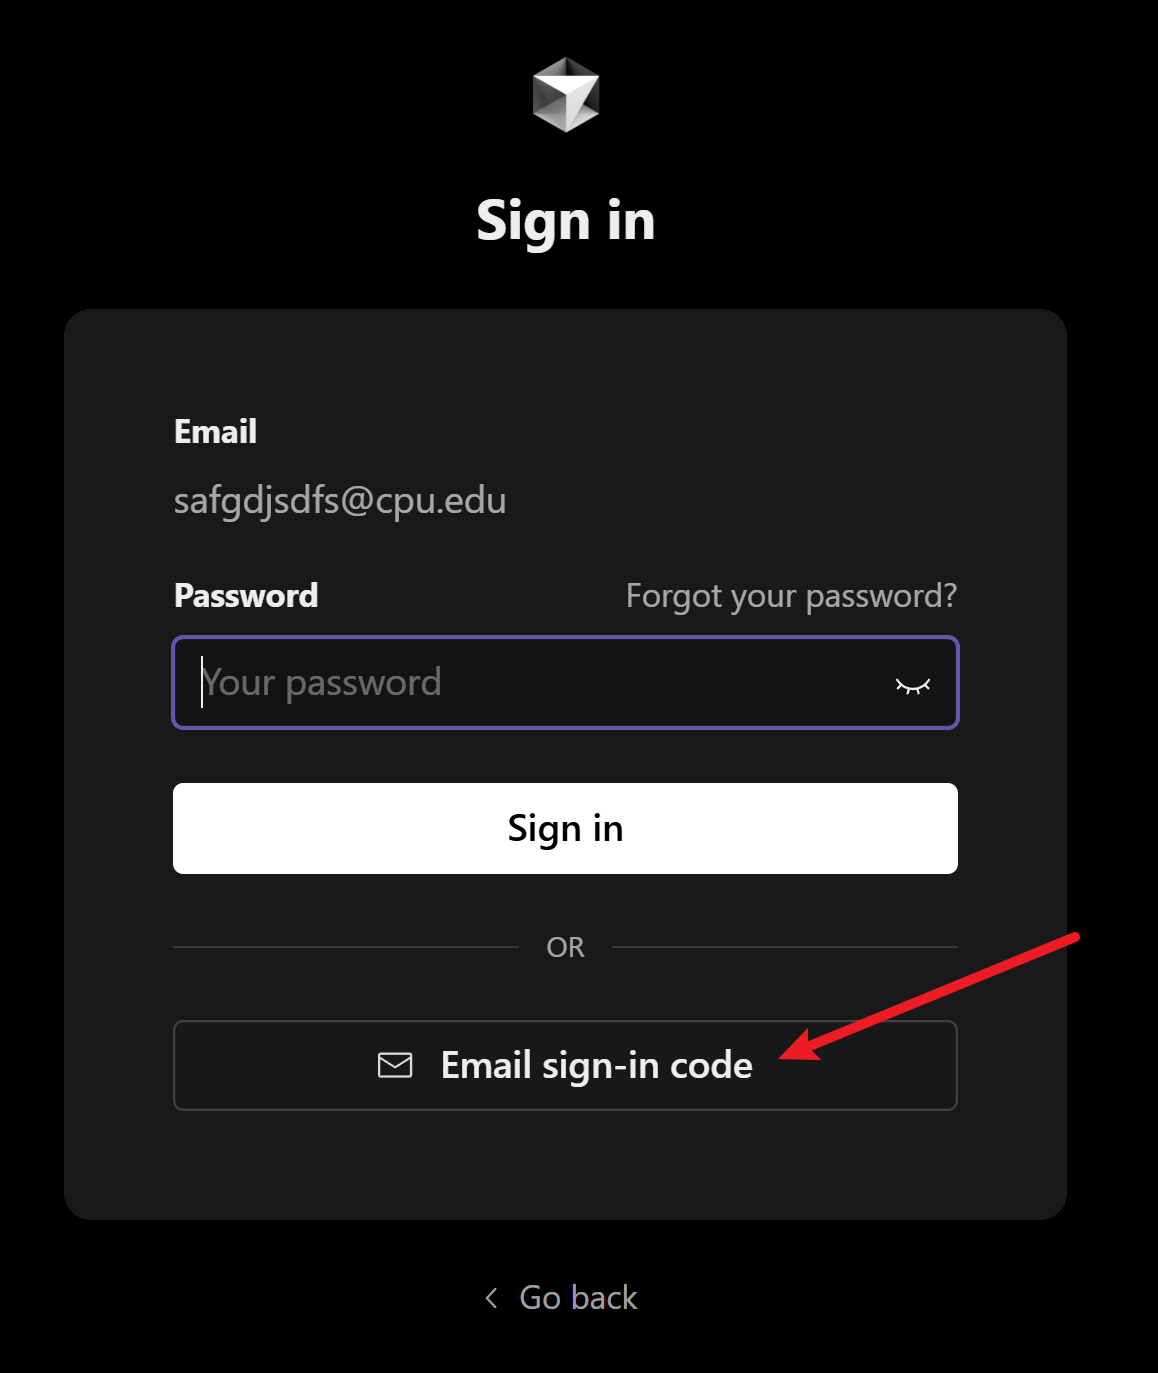 Sign in
Email
safgdjsdfs@cpu.edu
Password
Forgot your password?
Your password
Sign in
OR
Email sign-in code
Go back